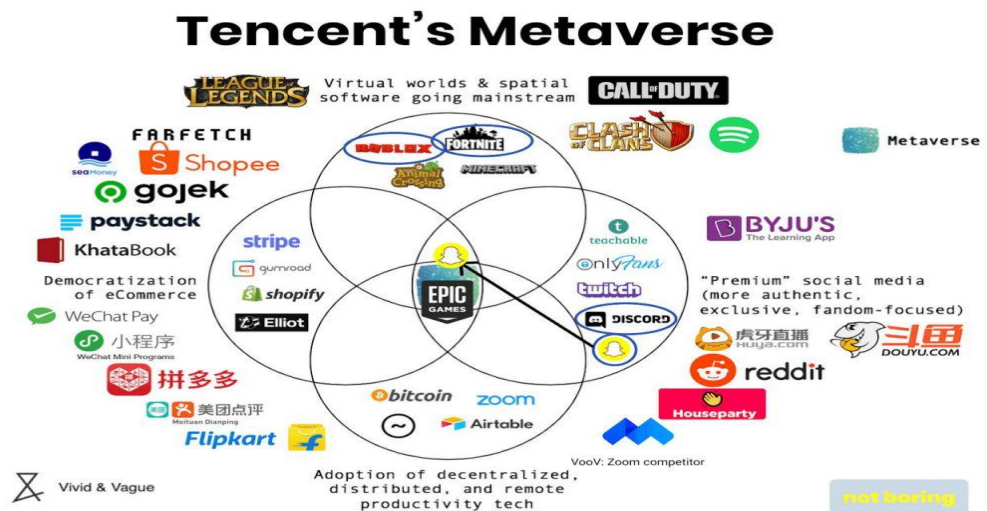 Tencent's Metaverse
LEAGUE of LEGENDS
Virtual worlds & spatial
software going mainstream
CALL OF DUTY
CLASH OF CLANS
Metaverse
FARFETCH
seaMoney
Shopee
gojek
paystack
KhataBook
ROBLOX
FORTNITE
Animal Crossing
MINECRAFT
stripe
gumroad
shopify
Elliot
EPIC
GAMES
teachable
OnlyFans
twitch
DISCORD
BYJU'S
The Learning App
Democratization
of eCommerce
"Premium" social media
(more authentic,
exclusive, fandom-focused)
WeChat Pay
小程序
WeChat Mini Programs
拼多多
美团点评
Meituan Dianping
Flipkart
虎牙直播
Huya.com
斗鱼
DOUYU.COM
reddit
Houseparty
bitcoin
zoom
~
Airtable
VooV: Zoom competitor
Adoption of decentralized,
distributed, and remote
productivity tech
Vivid & Vague
not boring